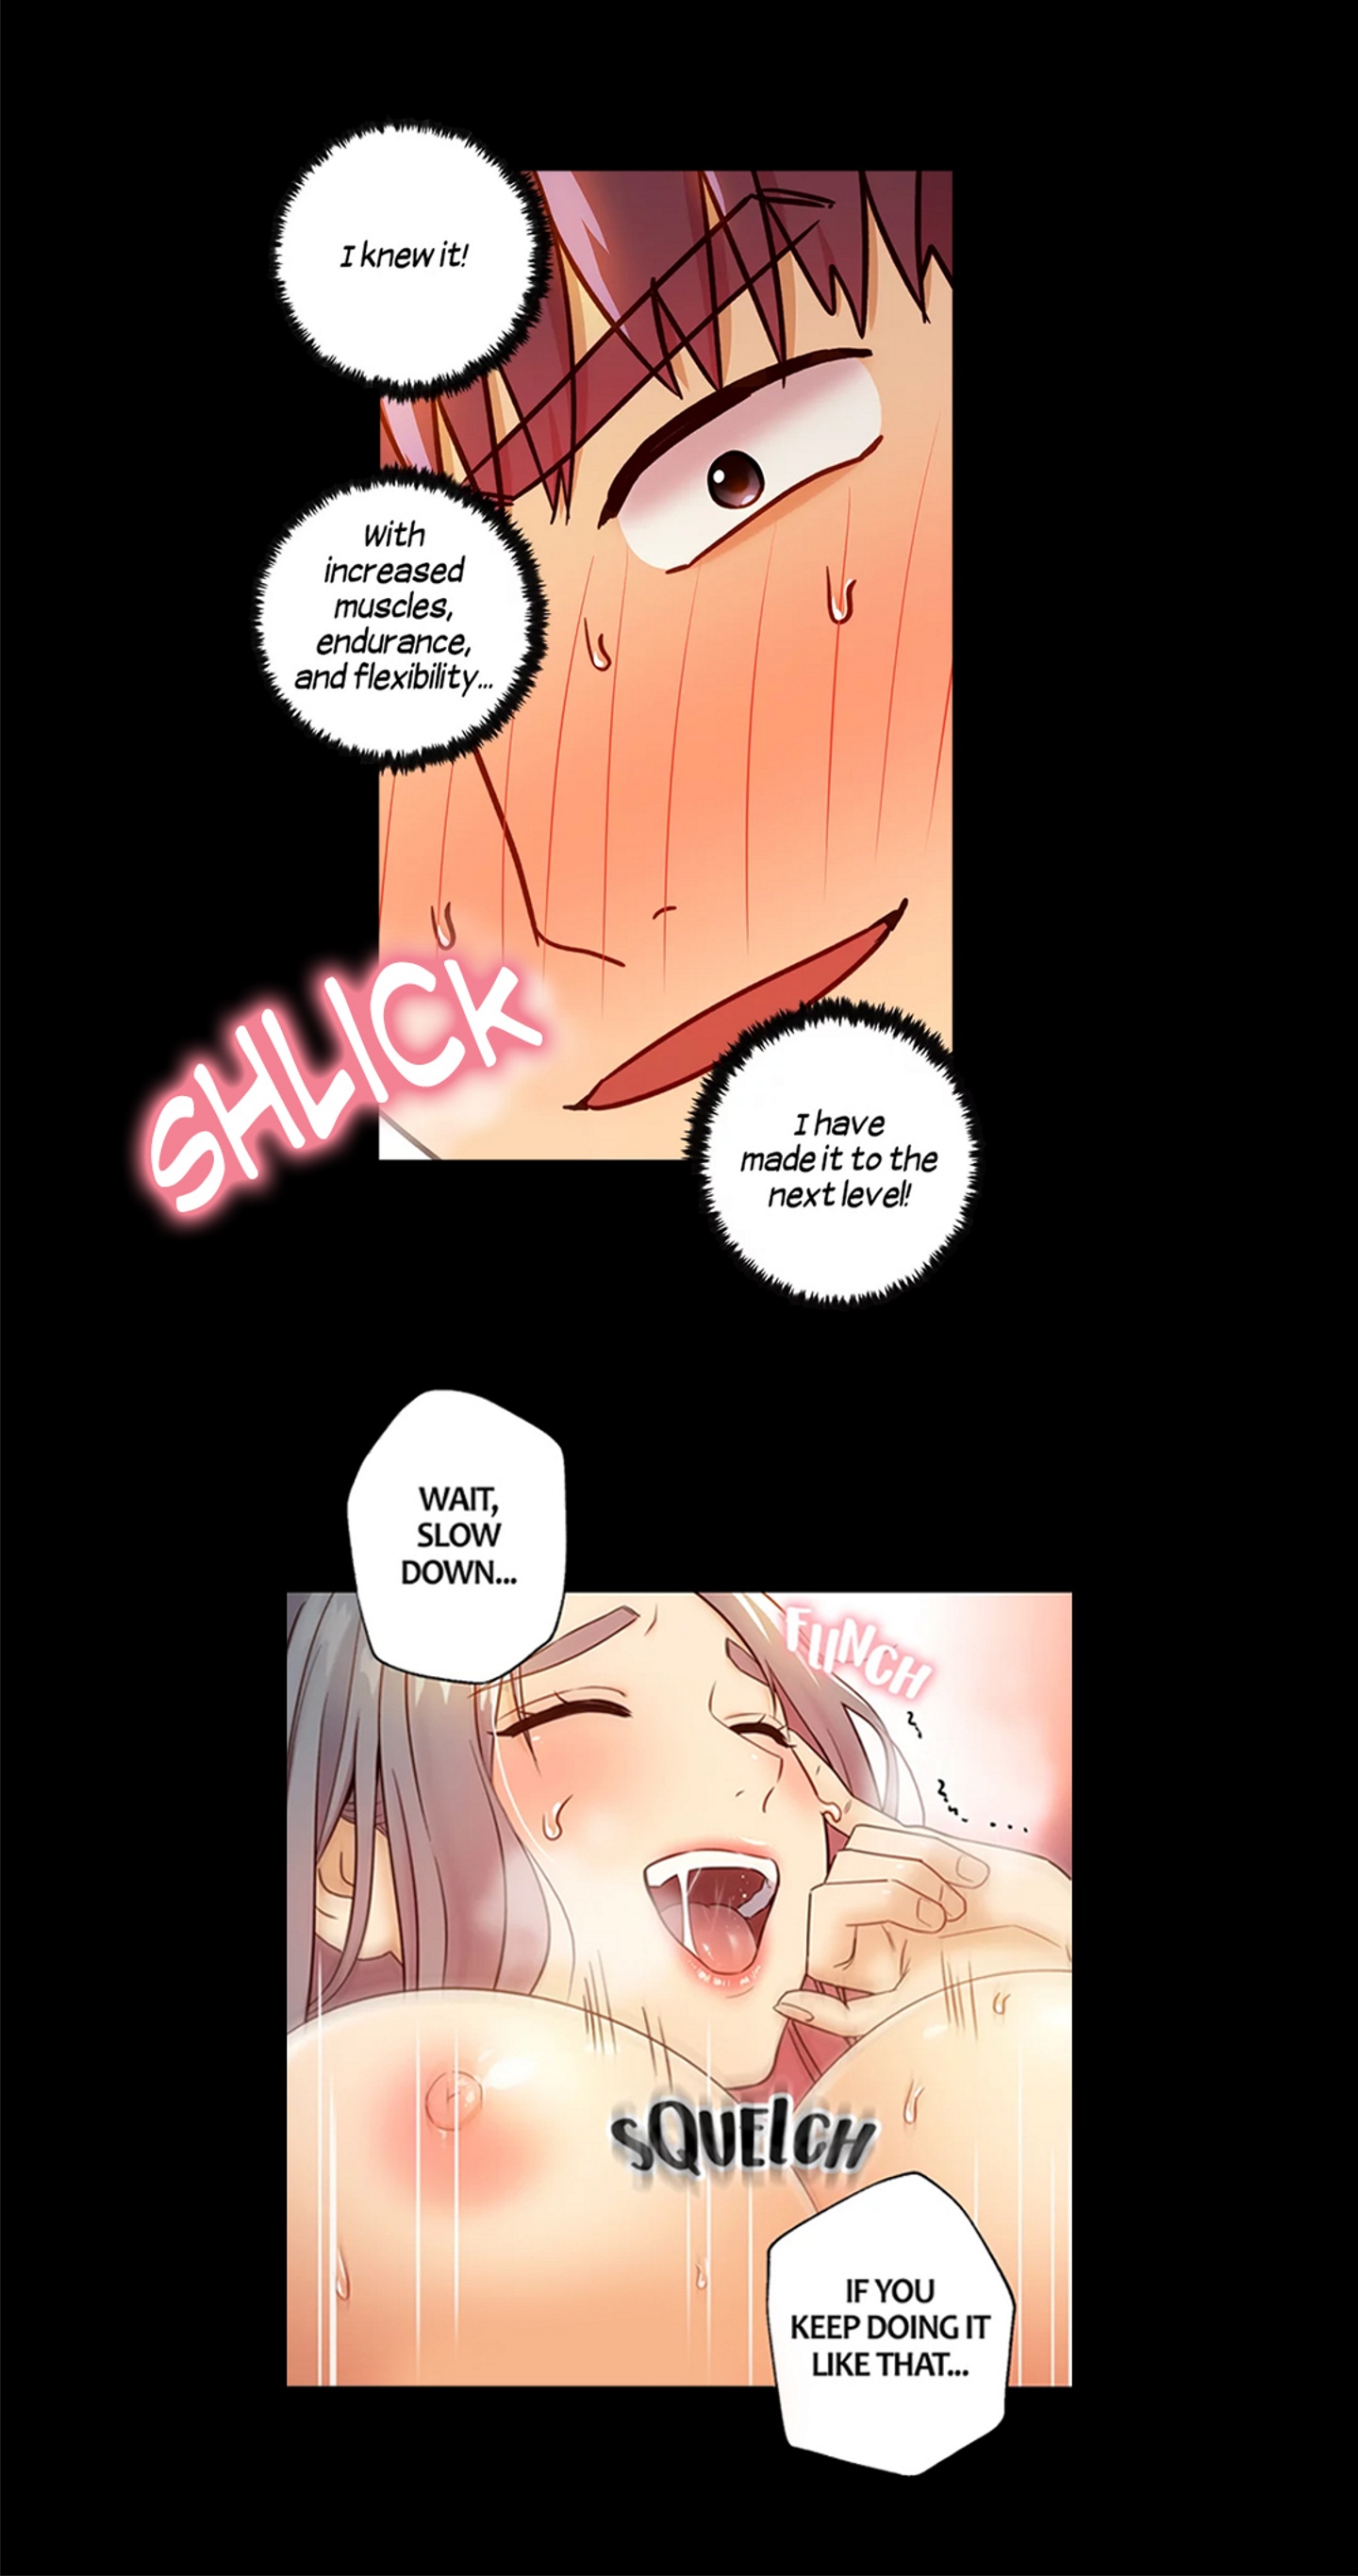 I knew it!
With
increased
muscles,
endurance,
and flexibility...
SHLICK
I have
made it to the
next level!
WAIT,
SLOW
DOWN...
FUNCH
SQUELCH
IF YOU
KEEP DOING IT
LIKE THAT...